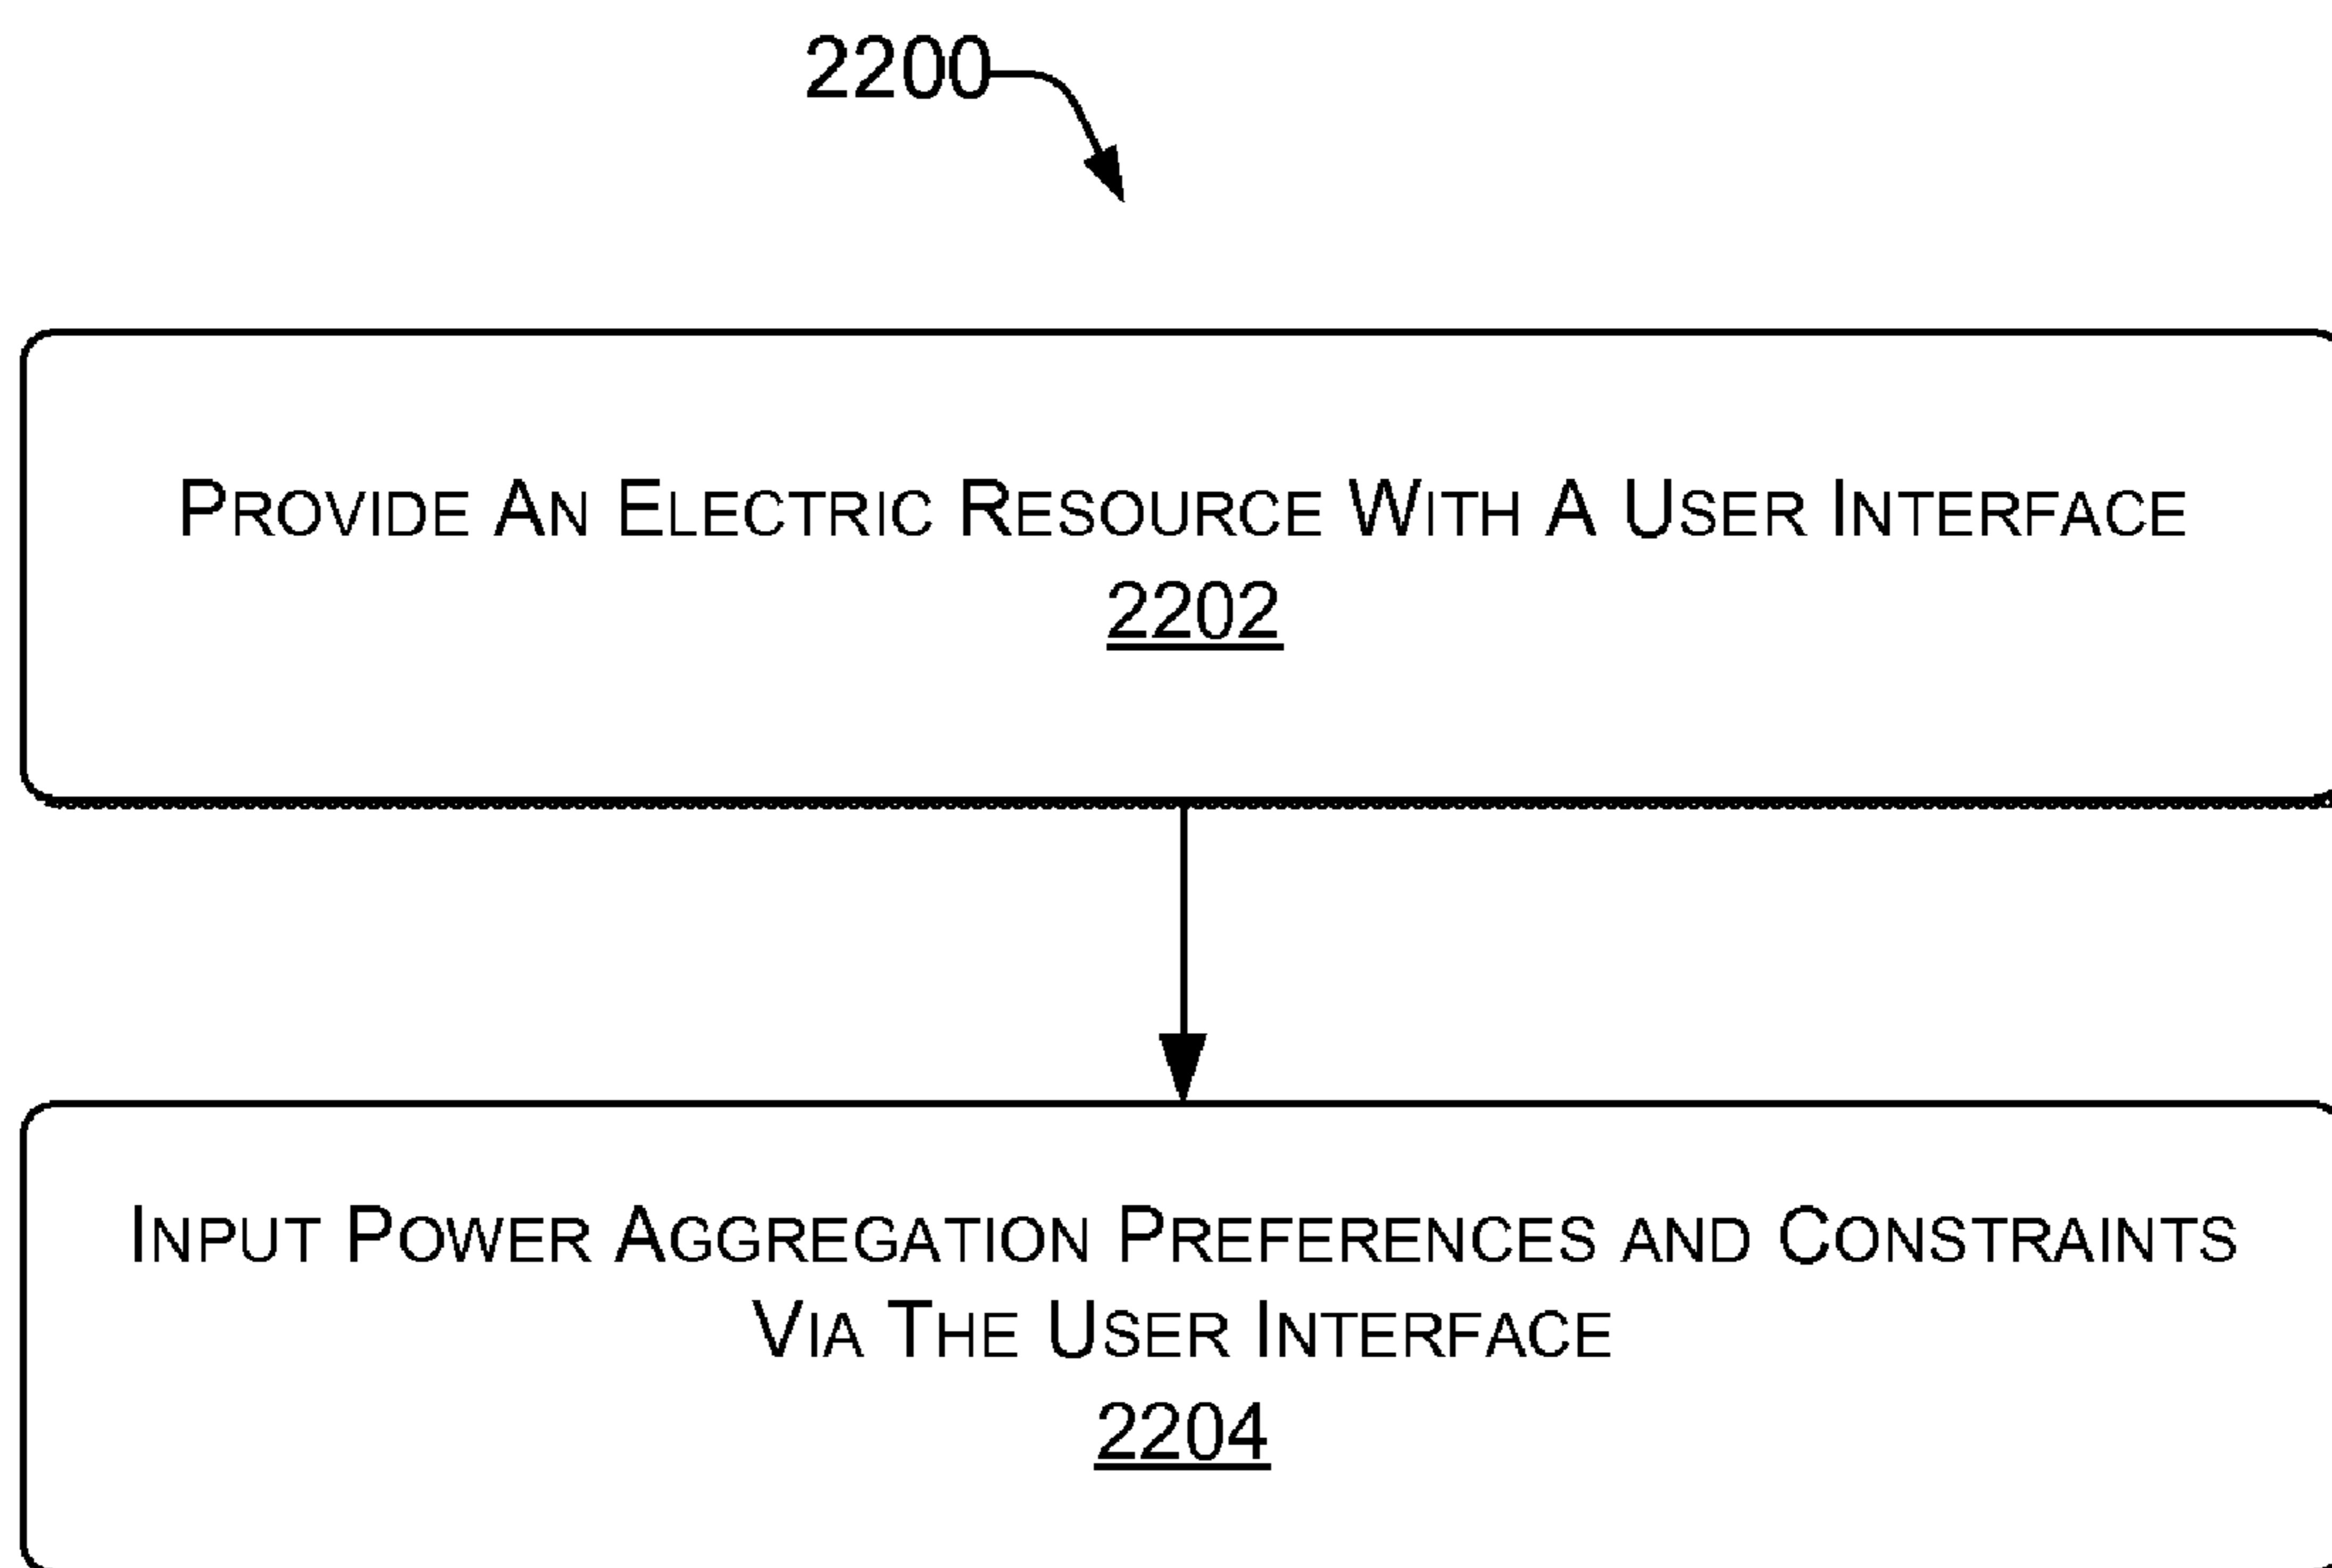 2200
PROVIDE AN ELECTRIC RESOURCE WITH A USER INTERFACE
2202
INPUT POWER AGGREGATION PREFERENCES AND CONSTRAINTS
VIA THE USER INTERFACE
2204